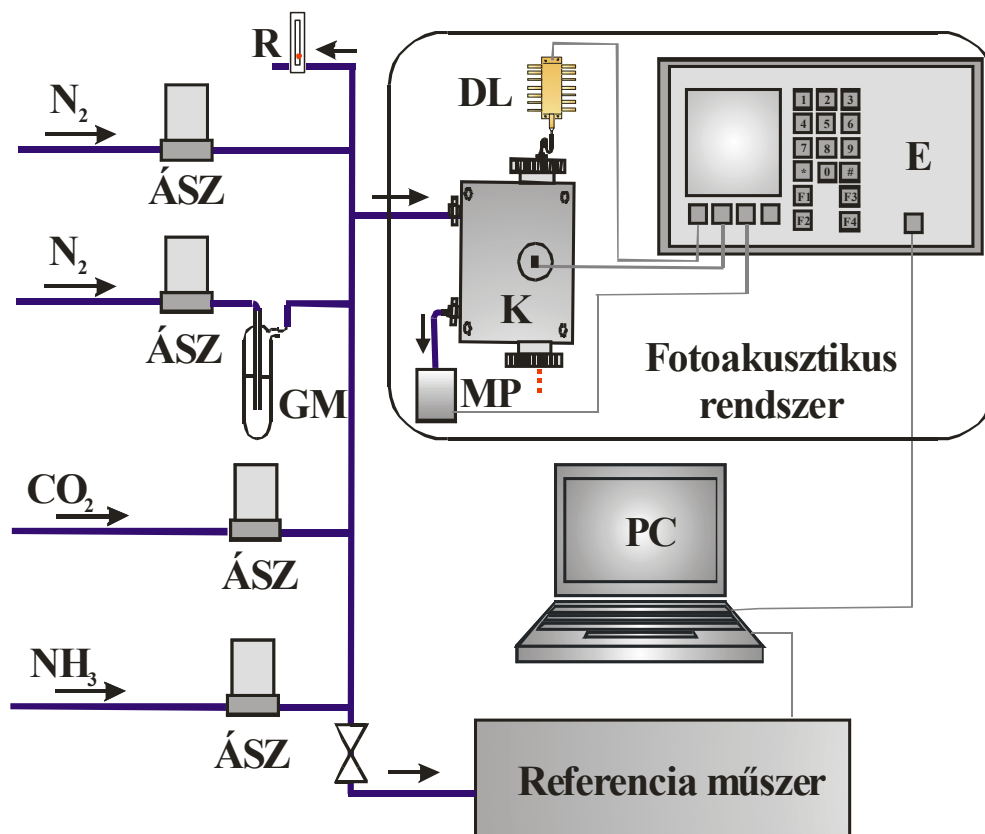 R
N₂
ÁSZ
N₂
ÁSZ
GM
CO₂
ÁSZ
NH₃
ÁSZ
DL
K
MP
1 2 3
4 5 6
7 8 9
* 0 #
F1 F3
F2 F4
E
Fotoakusztikus
rendszer
PC
Referencia műszer